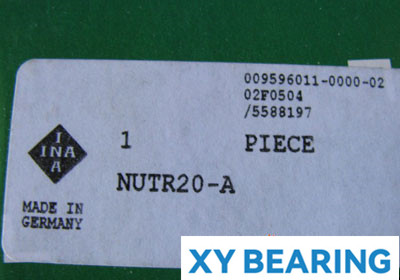 009596011-0000-02
02F0504
/5588197
I
INA
A
1 PIECE
NUTR20-A
MADE IN
GERMANY
XY BEARING